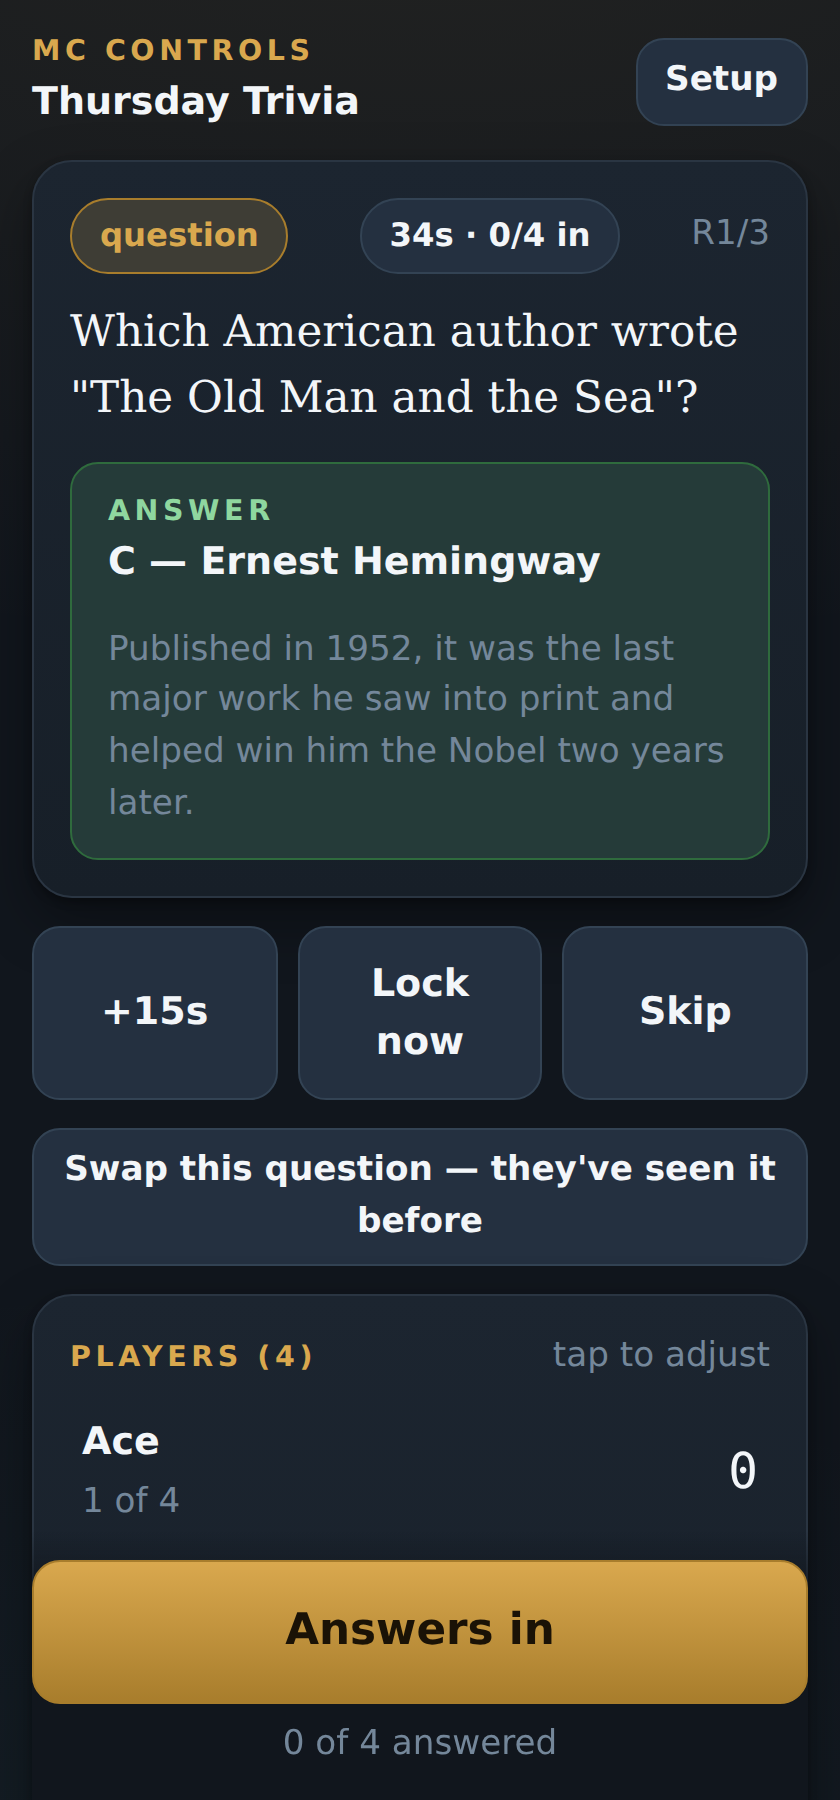 MC CONTROLS
Thursday Trivia
Setup
question
34s · 0/4 in
R1/3
Which American author wrote
"The Old Man and the Sea"?
ANSWER
C — Ernest Hemingway
Published in 1952, it was the last
major work he saw into print and
helped win him the Nobel two years
later.
+15s
Lock
now
Skip
Swap this question — they've seen it
before
PLAYERS (4)
tap to adjust
Ace
1 of 4
0
Answers in
0 of 4 answered